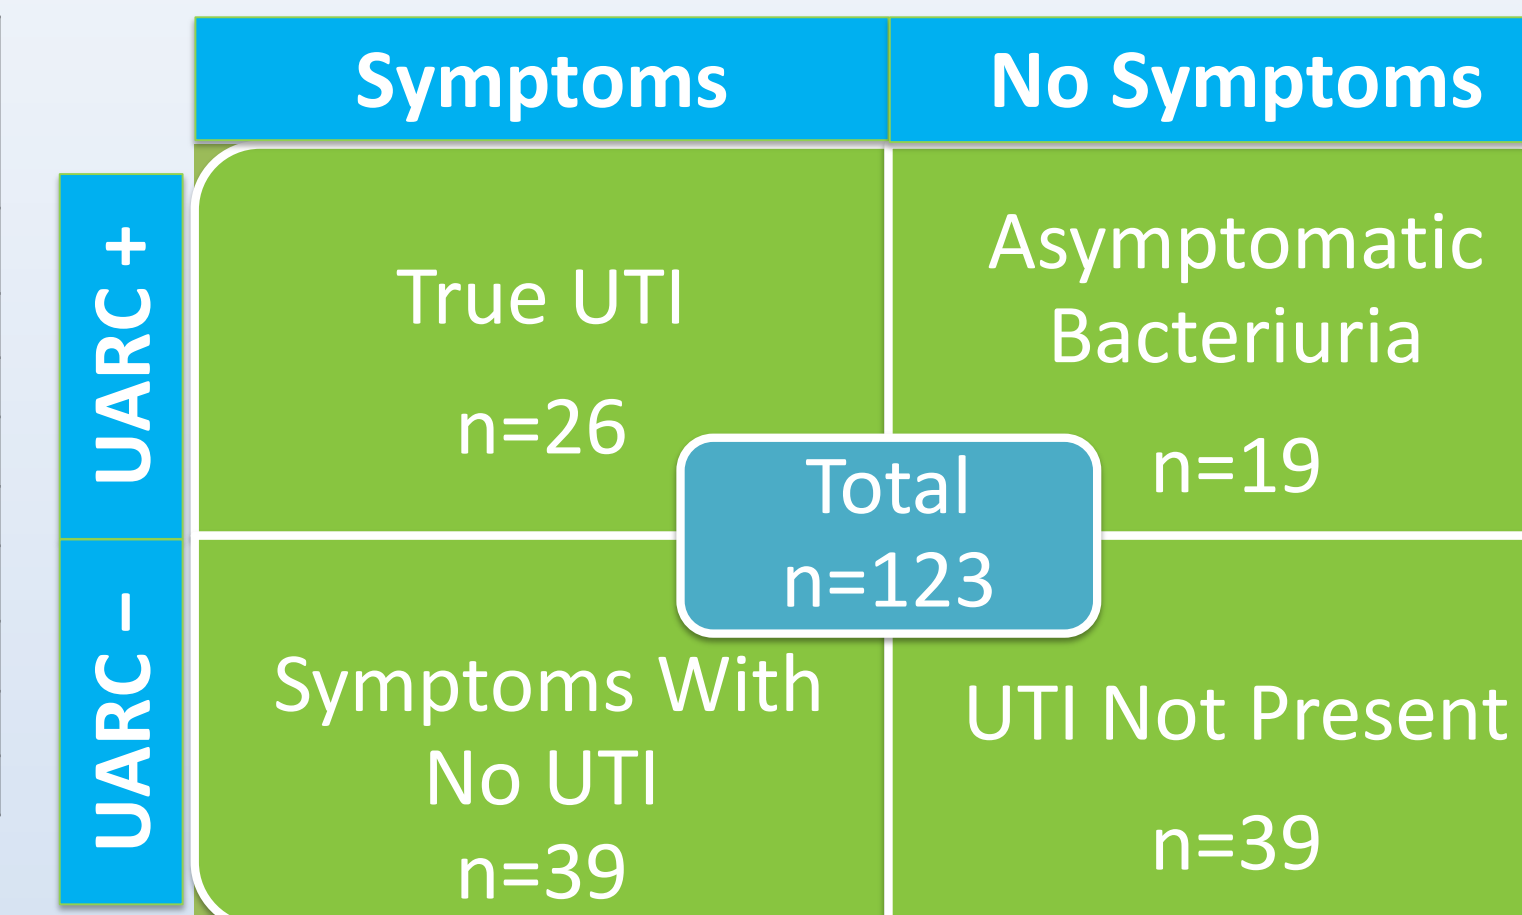 Symptoms
No Symptoms
UARC +
True UTI
n=26
Asymptomatic
Bacteriuria
n=19
Total
n=123
UARC –
Symptoms With
No UTI
n=39
UTI Not Present
n=39